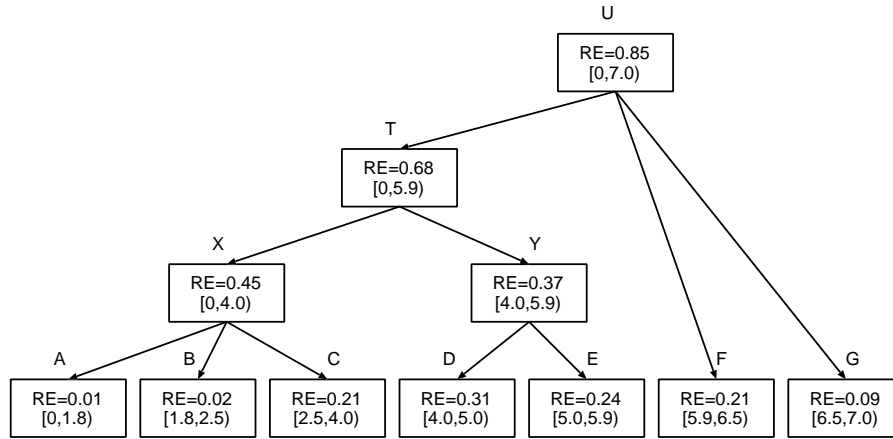 U
RE=0.85
[0,7.0)
T
RE=0.68
[0,5.9)
X
Y
RE=0.45
[0,4.0)
RE=0.37
[4.0,5.9)
A
B
C
D
E
F
G
RE=0.01
[0,1.8)
RE=0.02
[1.8,2.5)
RE=0.21
[2.5,4.0)
RE=0.31
[4.0,5.0)
RE=0.24
[5.0,5.9)
RE=0.21
[5.9,6.5)
RE=0.09
[6.5,7.0)